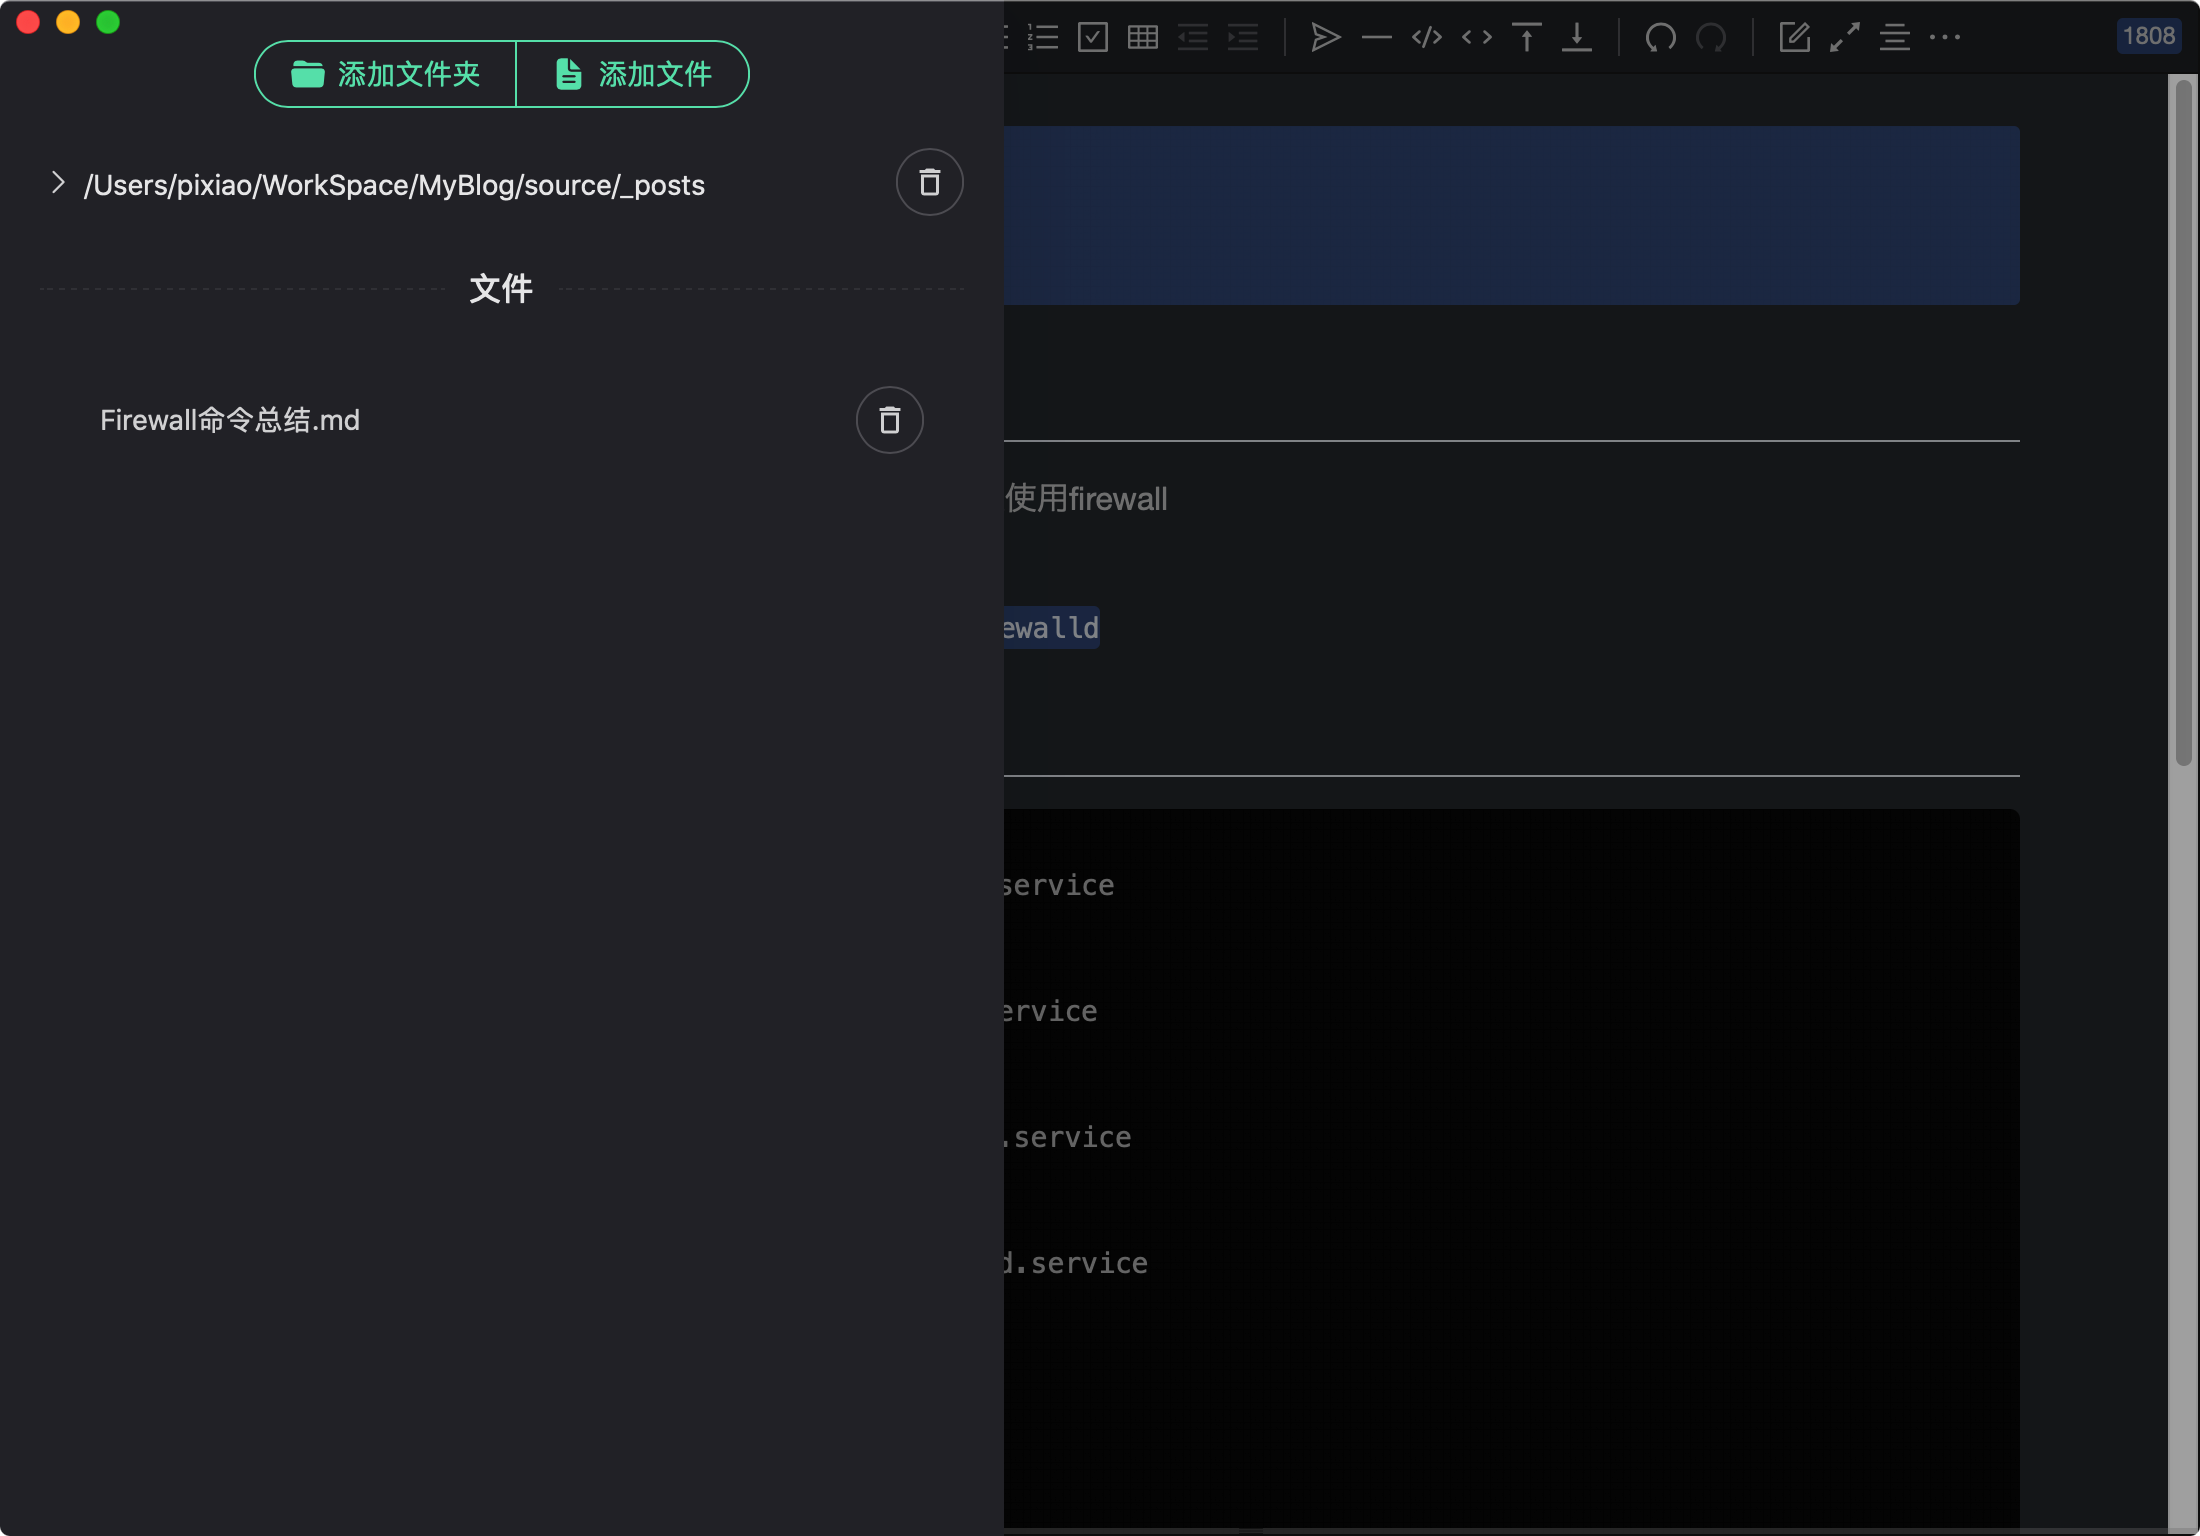 添加文件夹 添加文件
1808
/Users/pixiao/WorkSpace/MyBlog/source/_posts
文件
Firewall命令总结.md
使用firewall
ewalld
service
ervice
.service
d.service